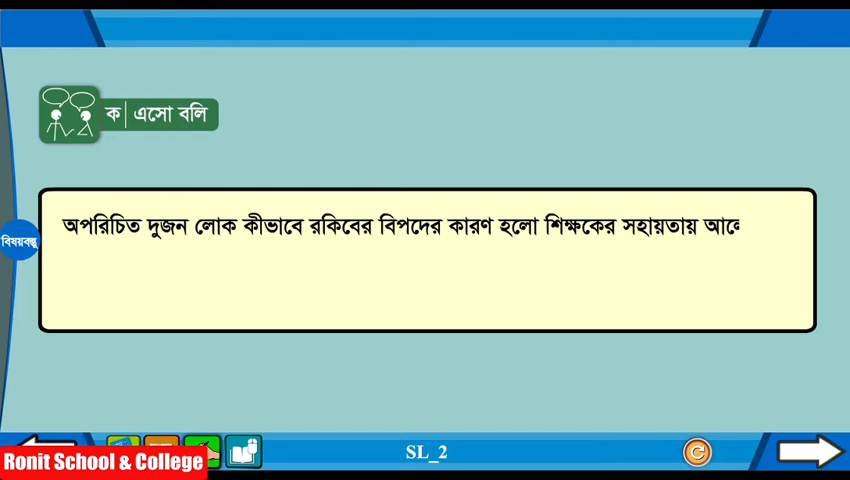 ক | এসো বলি
অপরিচিত দুজন লোক কীভাবে রকিবের বিপদের কারণ হলো শিক্ষকের সহায়তায়
বিষয়বস্তু
SL_2
Ronit School & College